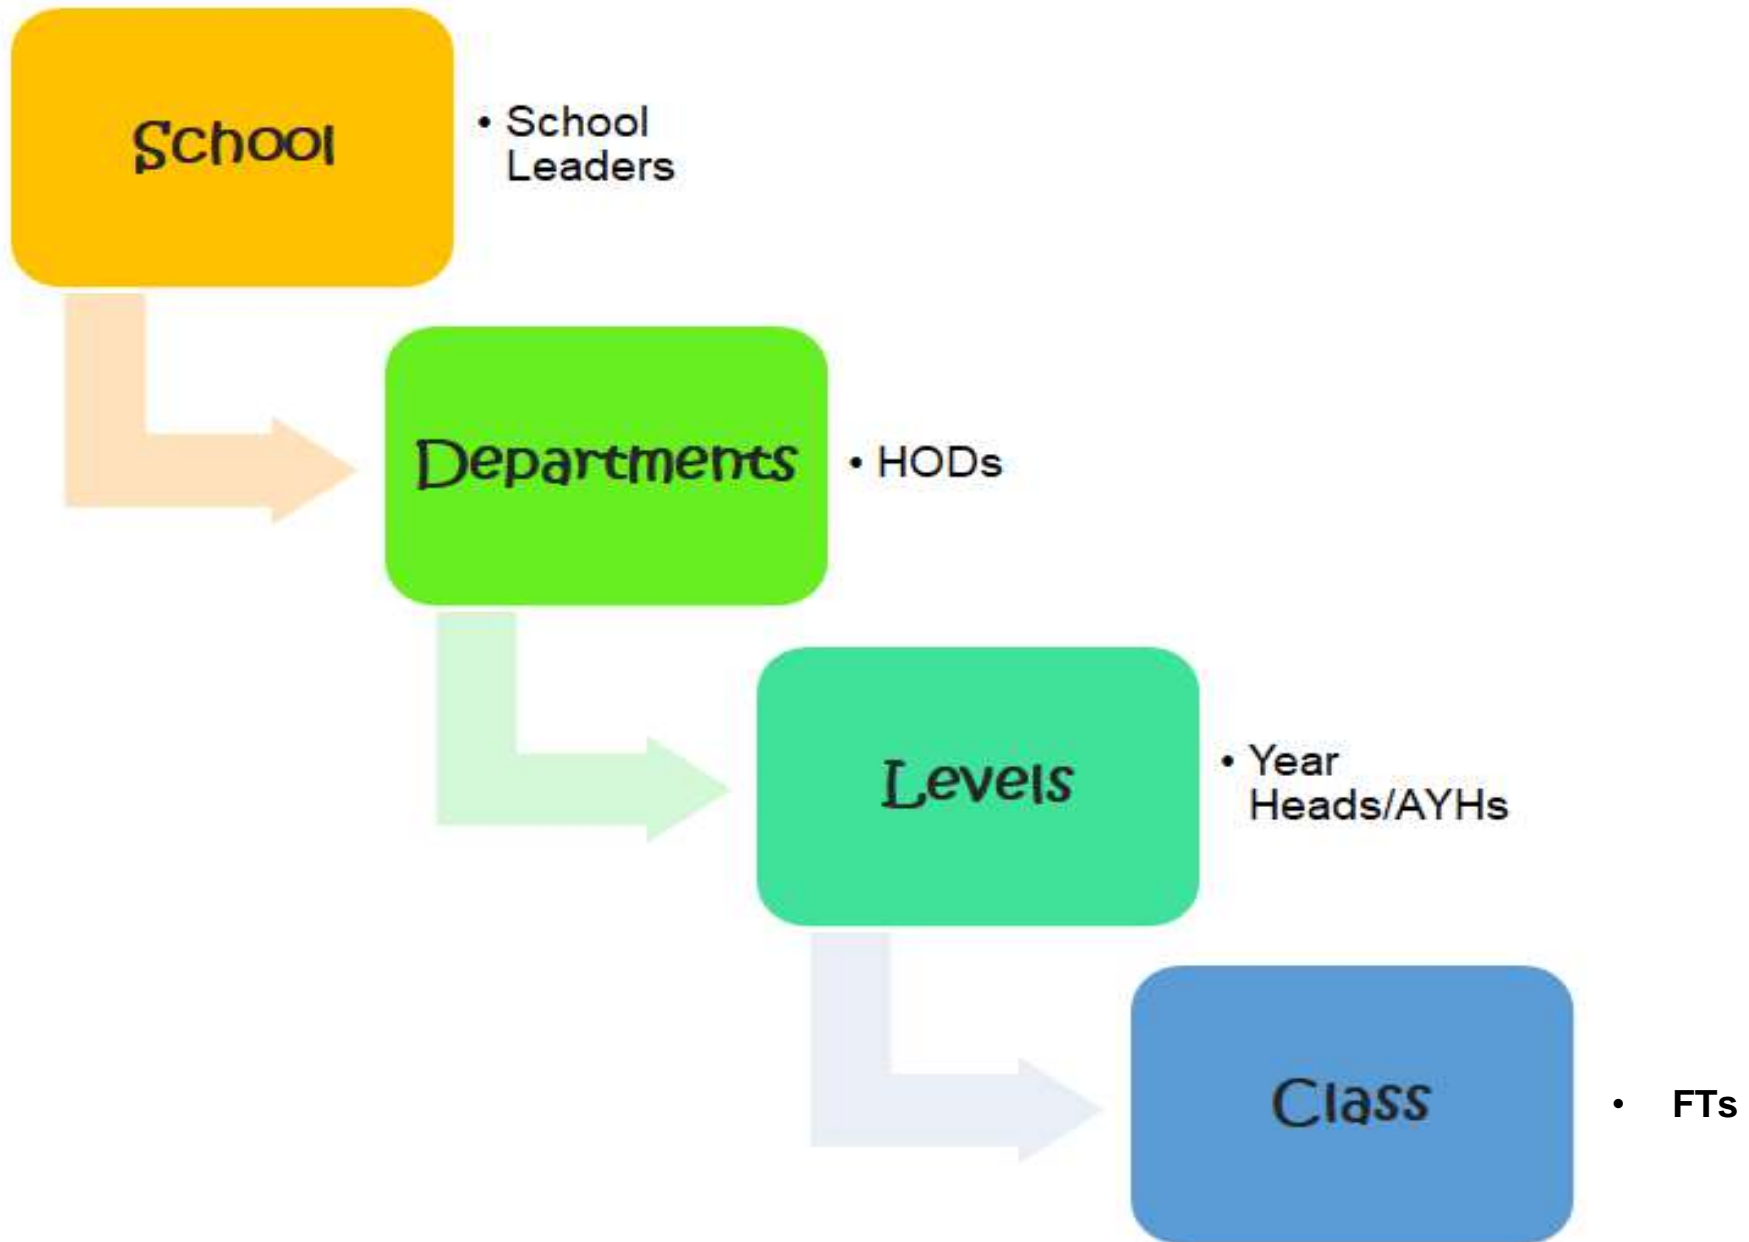 School
• School
Leaders
Departments
• HODs
Levels
• Year
Heads/AYHs
Class
• FTs